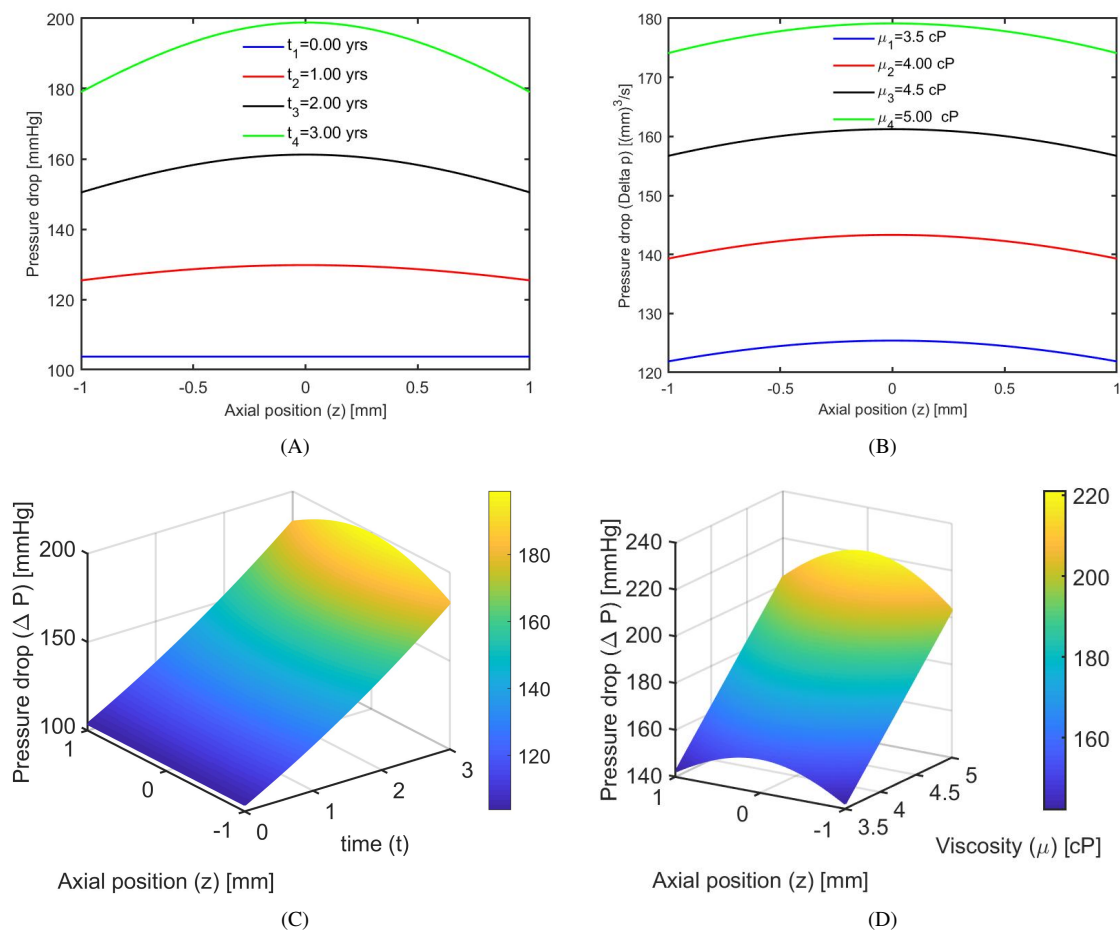 200
180
160
140
120
100
-1
-0.5
0
0.5
1
Pressure drop [mmHg]
Axial position (z) [mm]
t1=0.00 yrs
t2=1.00 yrs
t3=2.00 yrs
t4=3.00 yrs
(A)
180
170
160
150
140
130
120
-1
-0.5
0
0.5
1
Pressure drop (Delta p) [(mm)^3/s]
Axial position (z) [mm]
μ1=3.5 cP
μ2=4.00 cP
μ3=4.5 cP
μ4=5.00 cP
(B)
200
150
100
Pressure drop (Δ P) [mmHg]
1
0
-1
0
1
2
3
time (t)
Axial position (z) [mm]
180
160
140
120
(C)
240
220
200
180
160
140
Pressure drop (Δ P) [mmHg]
1
0
-1
3.5
4
4.5
5
Viscosity (μ) [cP]
Axial position (z) [mm]
220
200
180
160
(D)